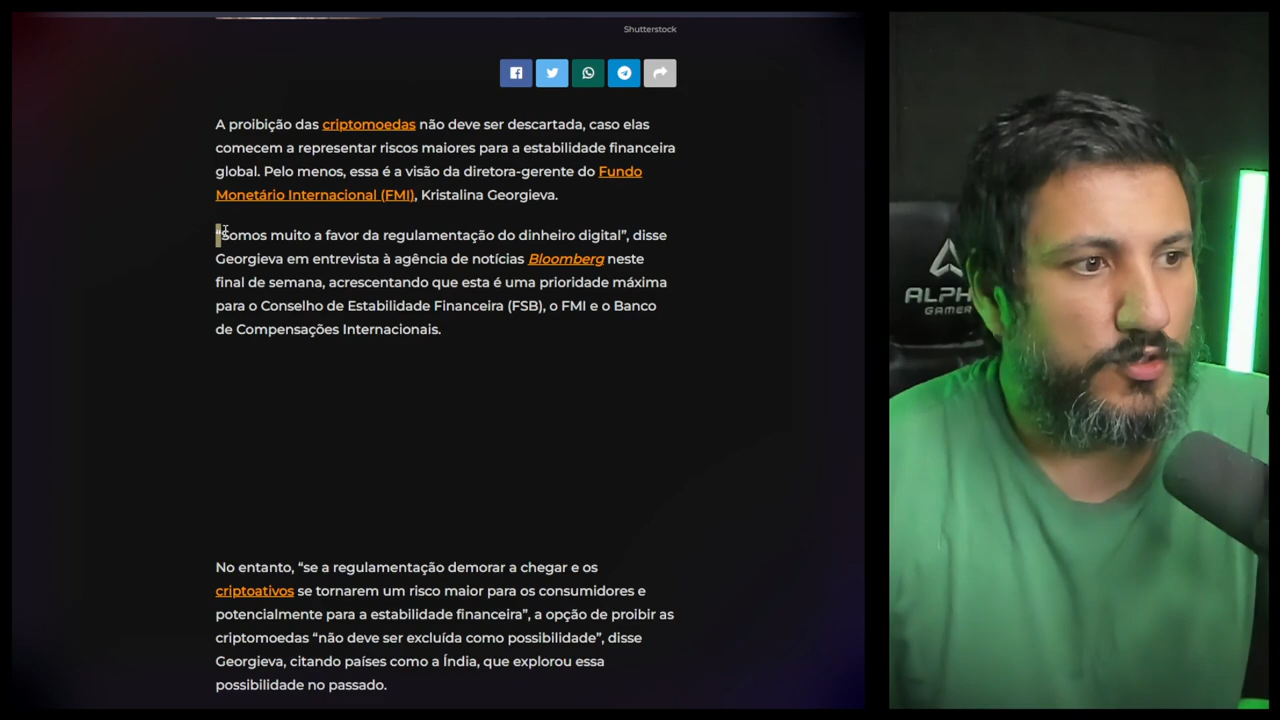 Shutterstock
A proibição das criptomoedas não deve ser descartada, caso elas
comecem a representar riscos maiores para a estabilidade financeira
global. Pelo menos, essa é a visão da diretora-gerente do Fundo
Monetário Internacional (FMI), Kristalina Georgieva.
“Somos muito a favor da regulamentação do dinheiro digital”, disse
Georgieva em entrevista à agência de notícias Bloomberg neste
final de semana, acrescentando que esta é uma prioridade máxima
para o Conselho de Estabilidade Financeira (FSB), o FMI e o Banco
de Compensações Internacionais.
No entanto, “se a regulamentação demorar a chegar e os
criptoativos se tornarem um risco maior para os consumidores e
potencialmente para a estabilidade financeira”, a opção de proibir as
criptomoedas “não deve ser excluída como possibilidade”, disse
Georgieva, citando países como a Índia, que explorou essa
possibilidade no passado.
ALPH
GAMER